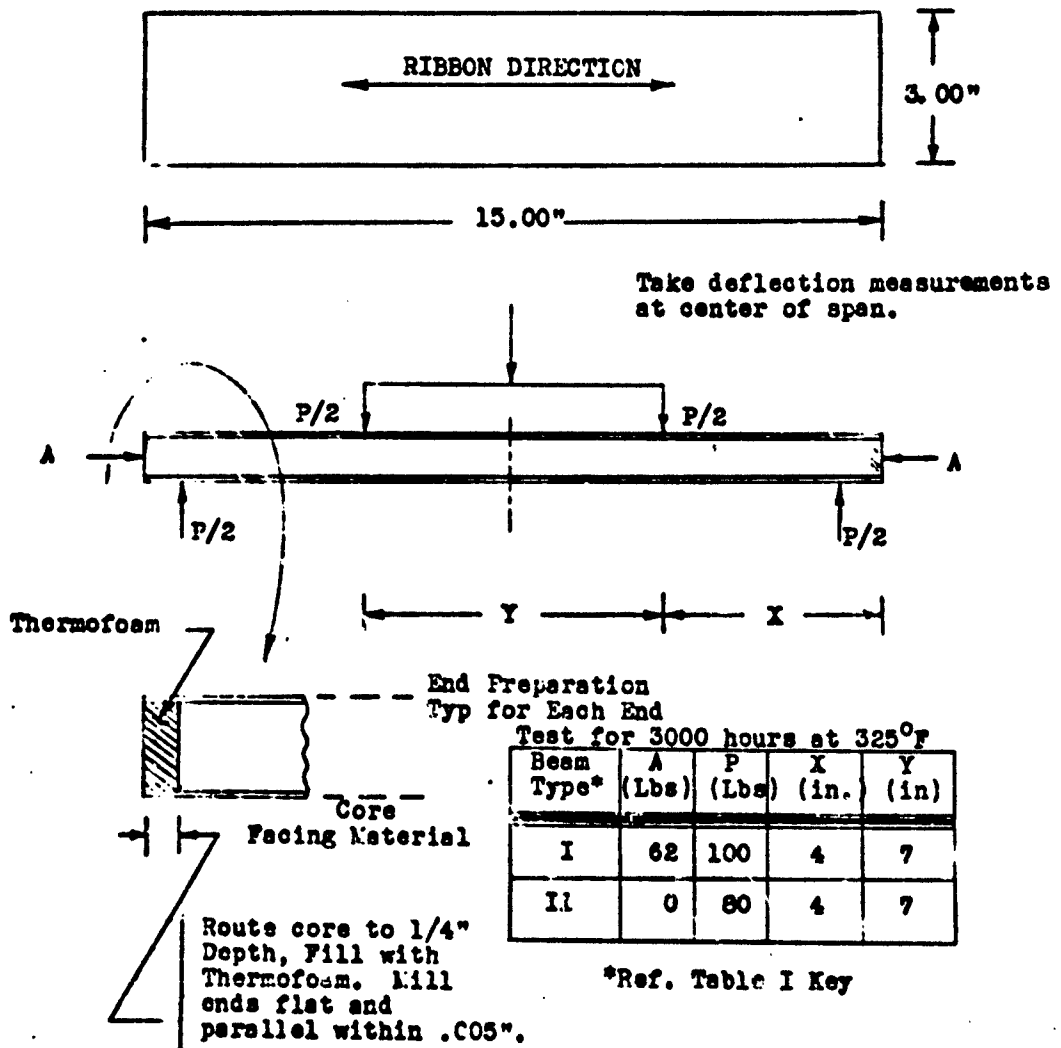 RIBBON DIRECTION
3.00"
15.00"
Take deflection measurements
at center of span.
P/2
P/2
A
A
P/2
P/2
Y
X
Thermofoam
End Preparation
Typ for Each End
Test for 3000 hours at 325°F
Beam Type* A (Lbs) P (Lbs) X (in.) Y (in)
I 62 100 4 7
II 0 80 4 7
Core
Facing Material
Route core to 1/4"
Depth, Fill with
Thermofoam. Mill
ends flat and
parallel within .005".
*Ref. Table I Key